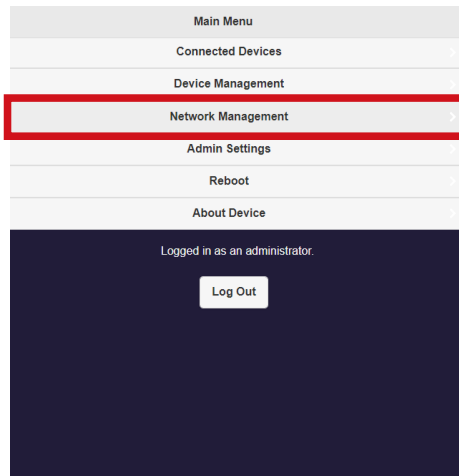 Main Menu
Connected Devices
Device Management
Network Management
Admin Settings
Reboot
About Device
Logged in as an administrator.
Log Out